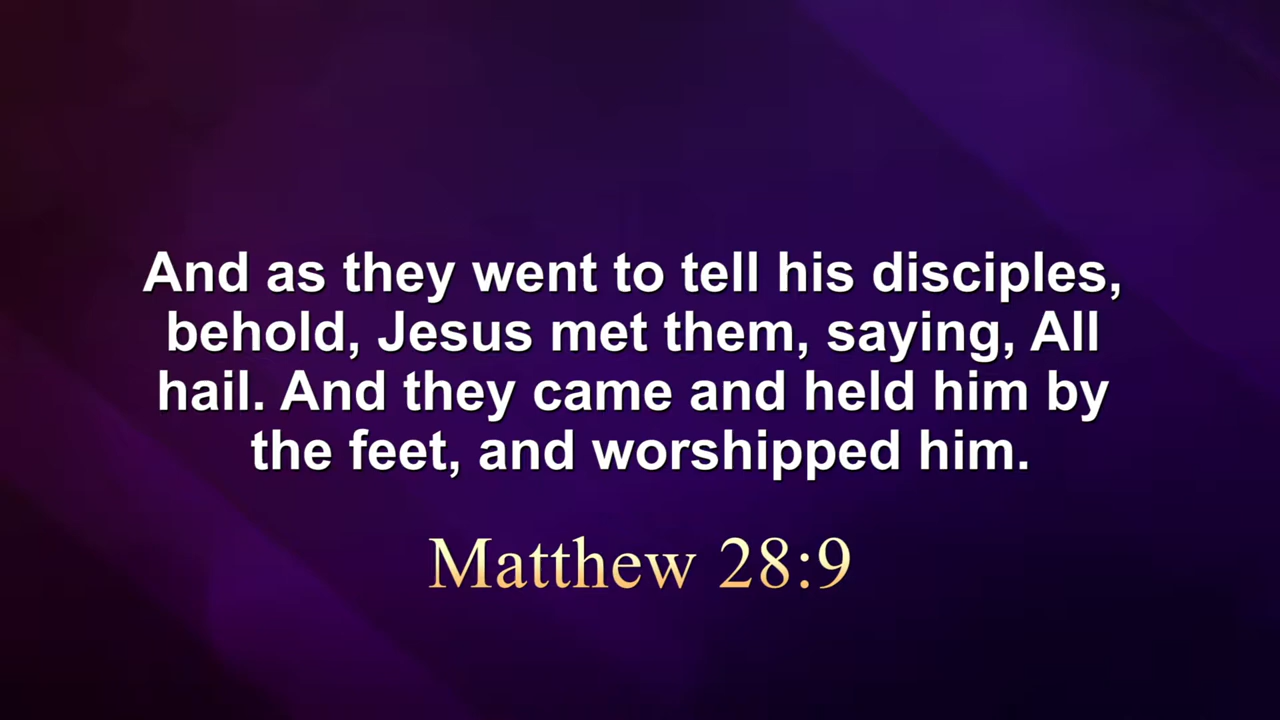 And as they went to tell his disciples,
behold, Jesus met them, saying, All
hail. And they came and held him by
the feet, and worshipped him.
Matthew 28:9